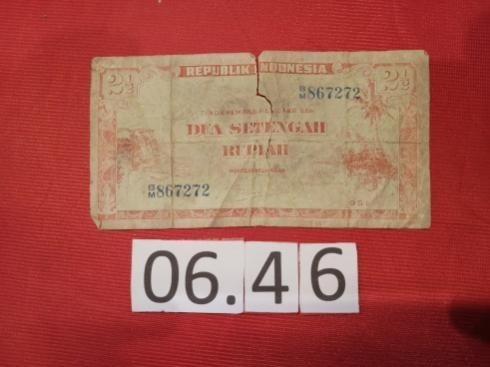 2½ REPUBLIK INDONESIA 2½
B/M 867272
DUA SETENGAH
RUPIAH
B/M 867272
06.46